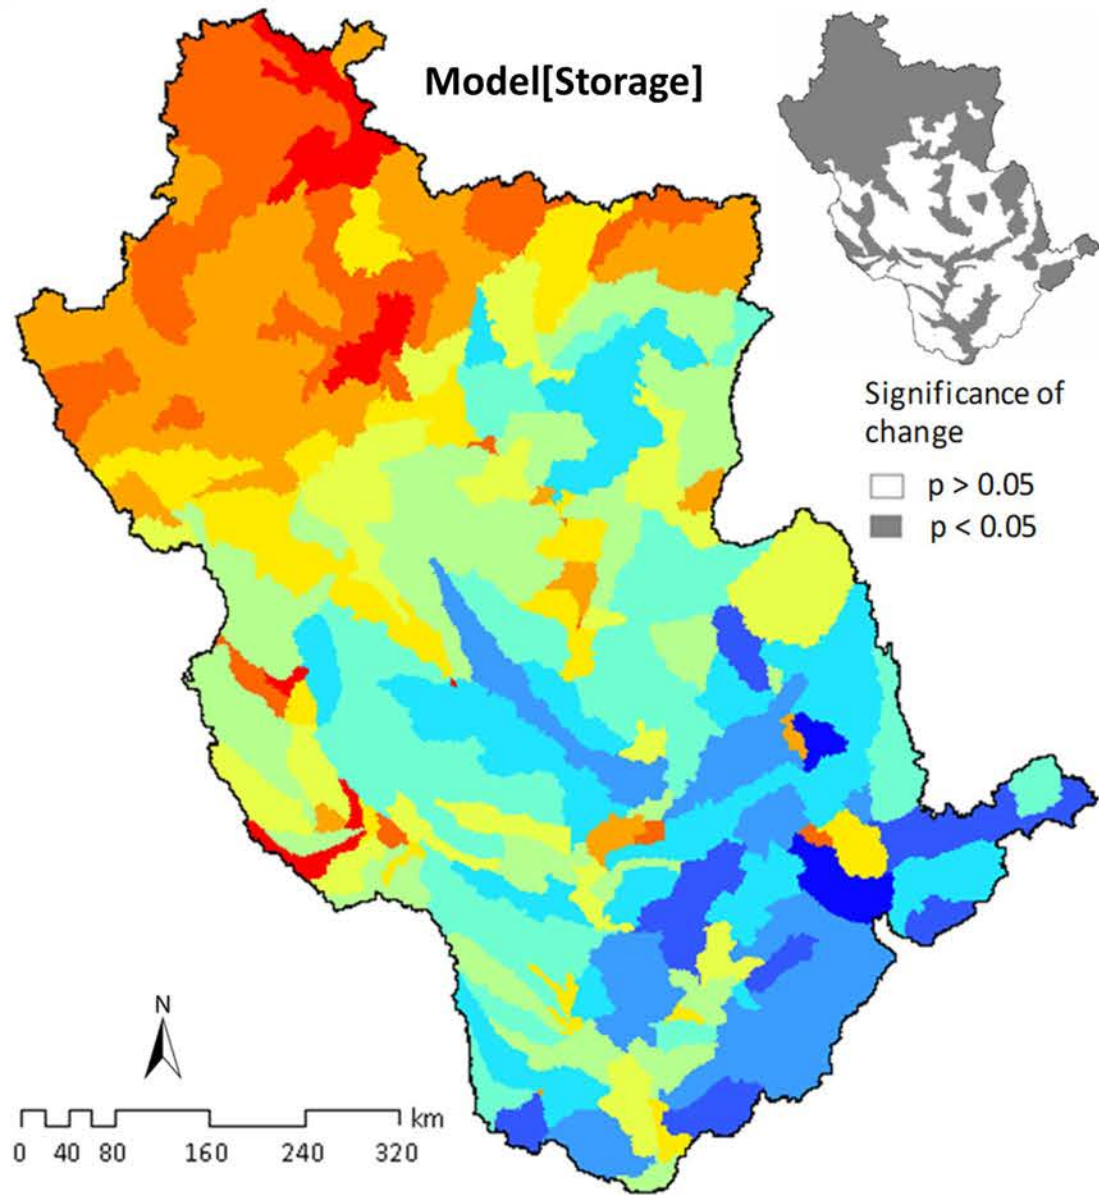 Model[Storage]
Significance of
change
p > 0.05
p < 0.05
N
km
0 40 80 160 240 320